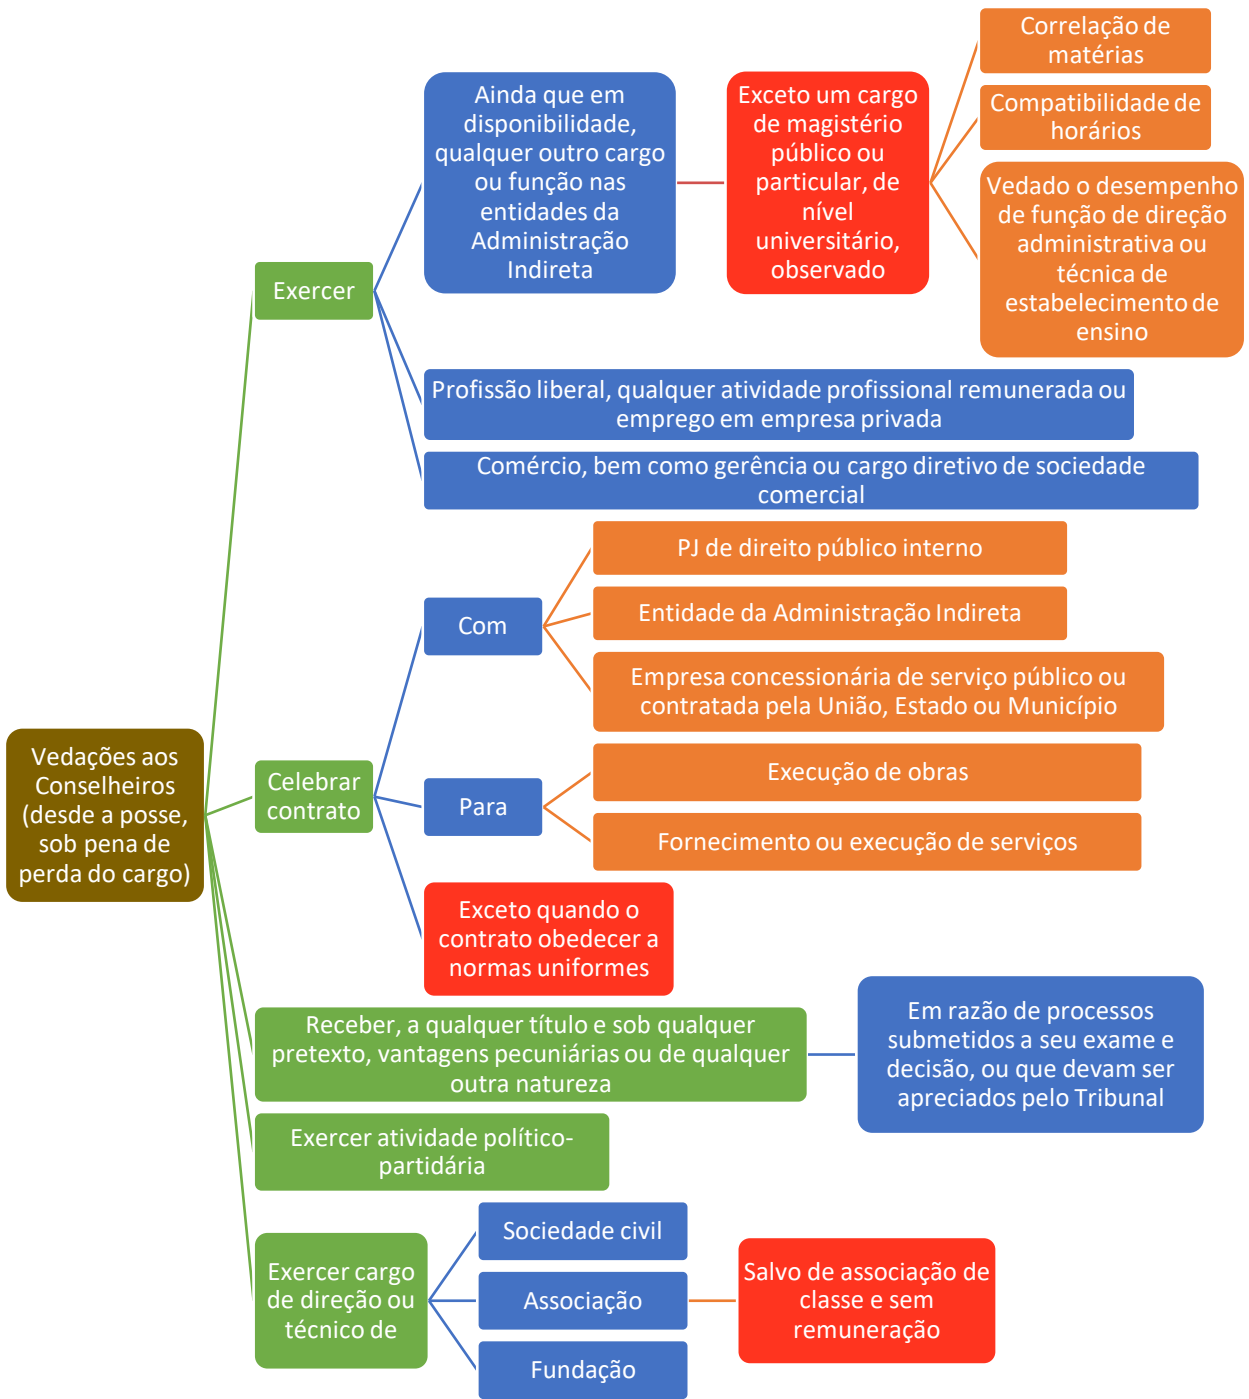 Vedações aos
Conselheiros
(desde a posse,
sob pena de
perda do cargo)
Exercer
Ainda que em
disponibilidade,
qualquer outro cargo
ou função nas
entidades da
Administração
Indireta
Exceto um cargo
de magistério
público ou
particular, de
nível
universitário,
observado
Correlação de
matérias
Compatibilidade de
horários
Vedado o desempenho
de função de direção
administrativa ou
técnica de
estabelecimento de
ensino
Profissão liberal, qualquer atividade profissional remunerada ou
emprego em empresa privada
Comércio, bem como gerência ou cargo diretivo de sociedade
comercial
Celebrar
contrato
Com
PJ de direito público interno
Entidade da Administração Indireta
Empresa concessionária de serviço público ou
contratada pela União, Estado ou Município
Para
Execução de obras
Fornecimento ou execução de serviços
Exceto quando o
contrato obedecer a
normas uniformes
Receber, a qualquer título e sob qualquer
pretexto, vantagens pecuniárias ou de qualquer
outra natureza
Em razão de processos
submetidos a seu exame e
decisão, ou que devam ser
apreciados pelo Tribunal
Exercer atividade político-
partidária
Exercer cargo
de direção ou
técnico de
Sociedade civil
Associação
Salvo de associação de
classe e sem
remuneração
Fundação